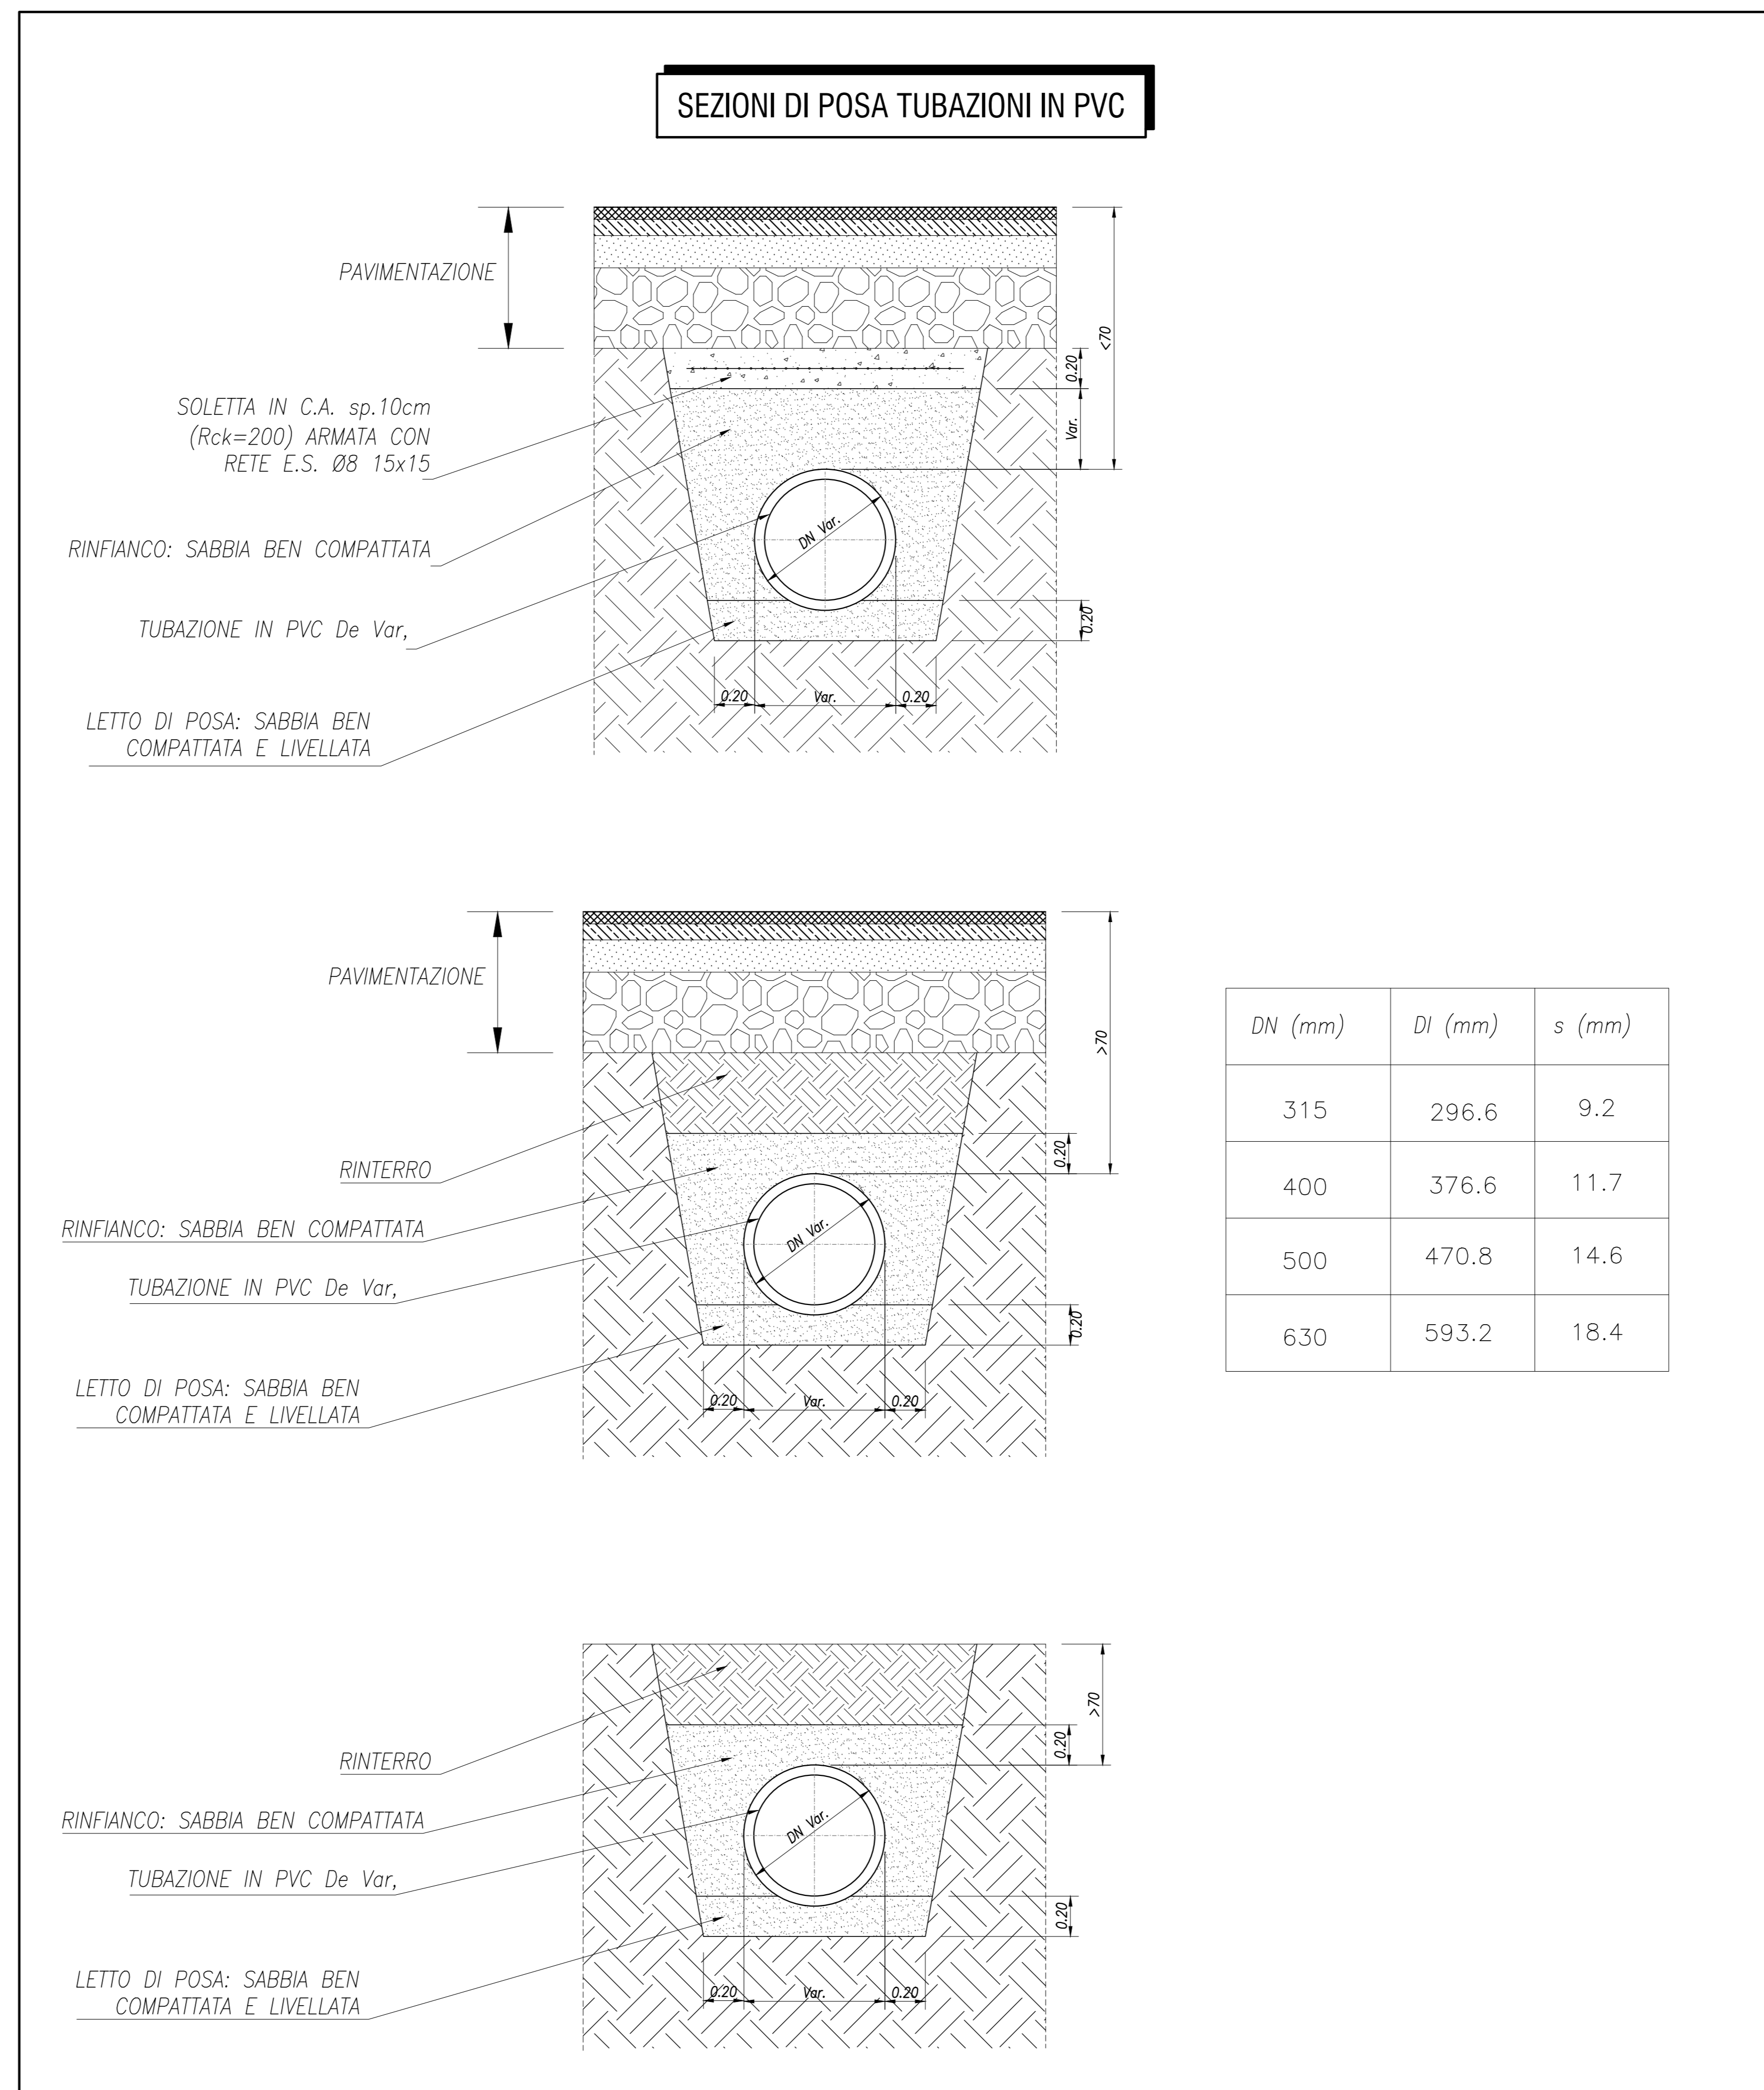 SEZIONI DI POSA TUBAZIONI IN PVC
PAVIMENTAZIONE
<70
0.20
Var.
SOLETTA IN C.A. sp.10cm
(Rck=200) ARMATA CON
RETE E.S. Ø8 15x15
RINFIANCO: SABBIA BEN COMPATTATA
DN Var.
TUBAZIONE IN PVC De Var,
0.20
LETTO DI POSA: SABBIA BEN
COMPATTATA E LIVELLATA
0.20 Var. 0.20
PAVIMENTAZIONE
>70
0.20
RINTERRO
RINFIANCO: SABBIA BEN COMPATTATA
DN Var.
TUBAZIONE IN PVC De Var,
0.20
LETTO DI POSA: SABBIA BEN
COMPATTATA E LIVELLATA
0.20 Var. 0.20
DN (mm) DI (mm) s (mm)
315 296.6 9.2
400 376.6 11.7
500 470.8 14.6
630 593.2 18.4
>70
0.20
RINTERRO
RINFIANCO: SABBIA BEN COMPATTATA
DN Var.
TUBAZIONE IN PVC De Var,
0.20
LETTO DI POSA: SABBIA BEN
COMPATTATA E LIVELLATA
0.20 Var. 0.20